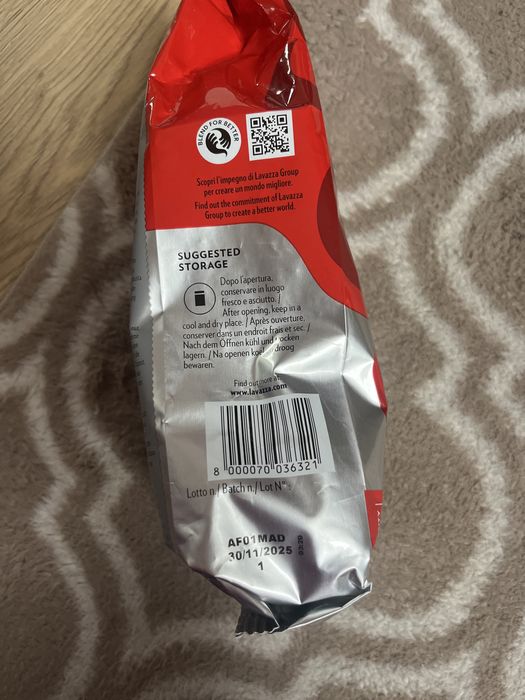 BLEND FOR BETTER
Scopri l'impegno di Lavazza Group
per creare un mondo migliore.
Find out the commitment of Lavazza
Group to create a better world.
SUGGESTED
STORAGE
Dopo l'apertura,
conservare in luogo
fresco e asciutto. /
After opening, keep in a
cool and dry place. / Après ouverture,
conserver dans un endroit frais et sec. /
Nach dem Öffnen kühl und
lagern. / Na openen droog
bewaren.
Find out more
www.lavazza.com
8 000070 036321
Lotto n./ Batch n./ Lot N°
AF01MAD
30/11/2025
1
03:20